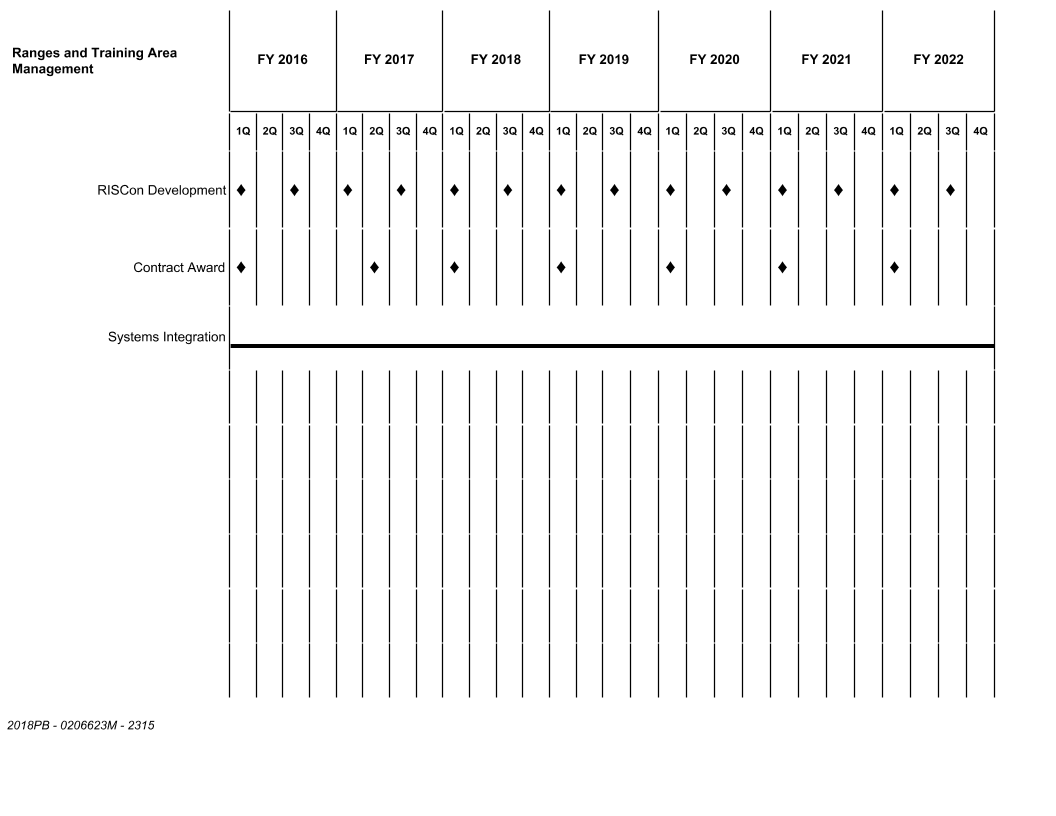 Ranges and Training Area
Management
FY 2016 FY 2017 FY 2018 FY 2019 FY 2020 FY 2021 FY 2022
1Q 2Q 3Q 4Q 1Q 2Q 3Q 4Q 1Q 2Q 3Q 4Q 1Q 2Q 3Q 4Q 1Q 2Q 3Q 4Q 1Q 2Q 3Q 4Q 1Q 2Q 3Q 4Q
RISCon Development
Contract Award
Systems Integration
2018PB - 0206623M - 2315